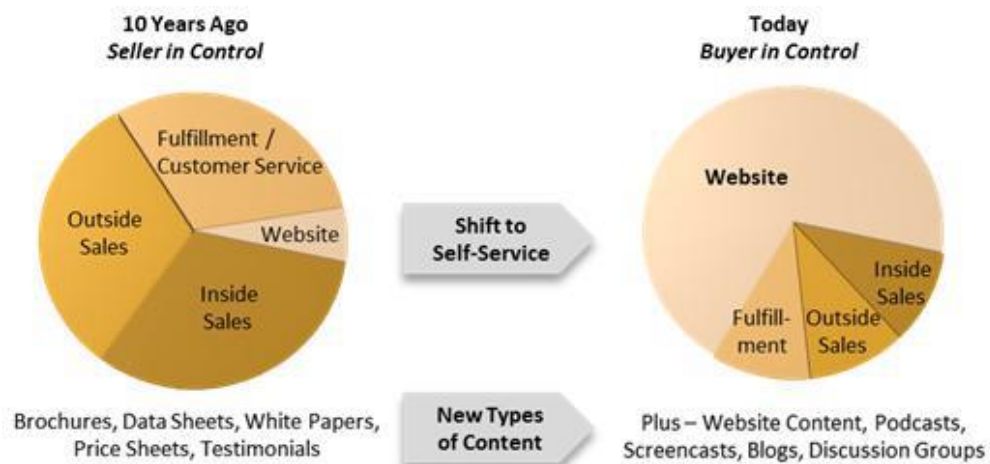 10 Years Ago
Seller in Control
Fulfillment /
Customer Service
Outside
Sales
Website
Inside
Sales
Shift to
Self-Service
Today
Buyer in Control
Website
Inside
Sales
Outside
Sales
Fulfill-
ment
Brochures, Data Sheets, White Papers,
Price Sheets, Testimonials
New Types
of Content
Plus – Website Content, Podcasts,
Screencasts, Blogs, Discussion Groups